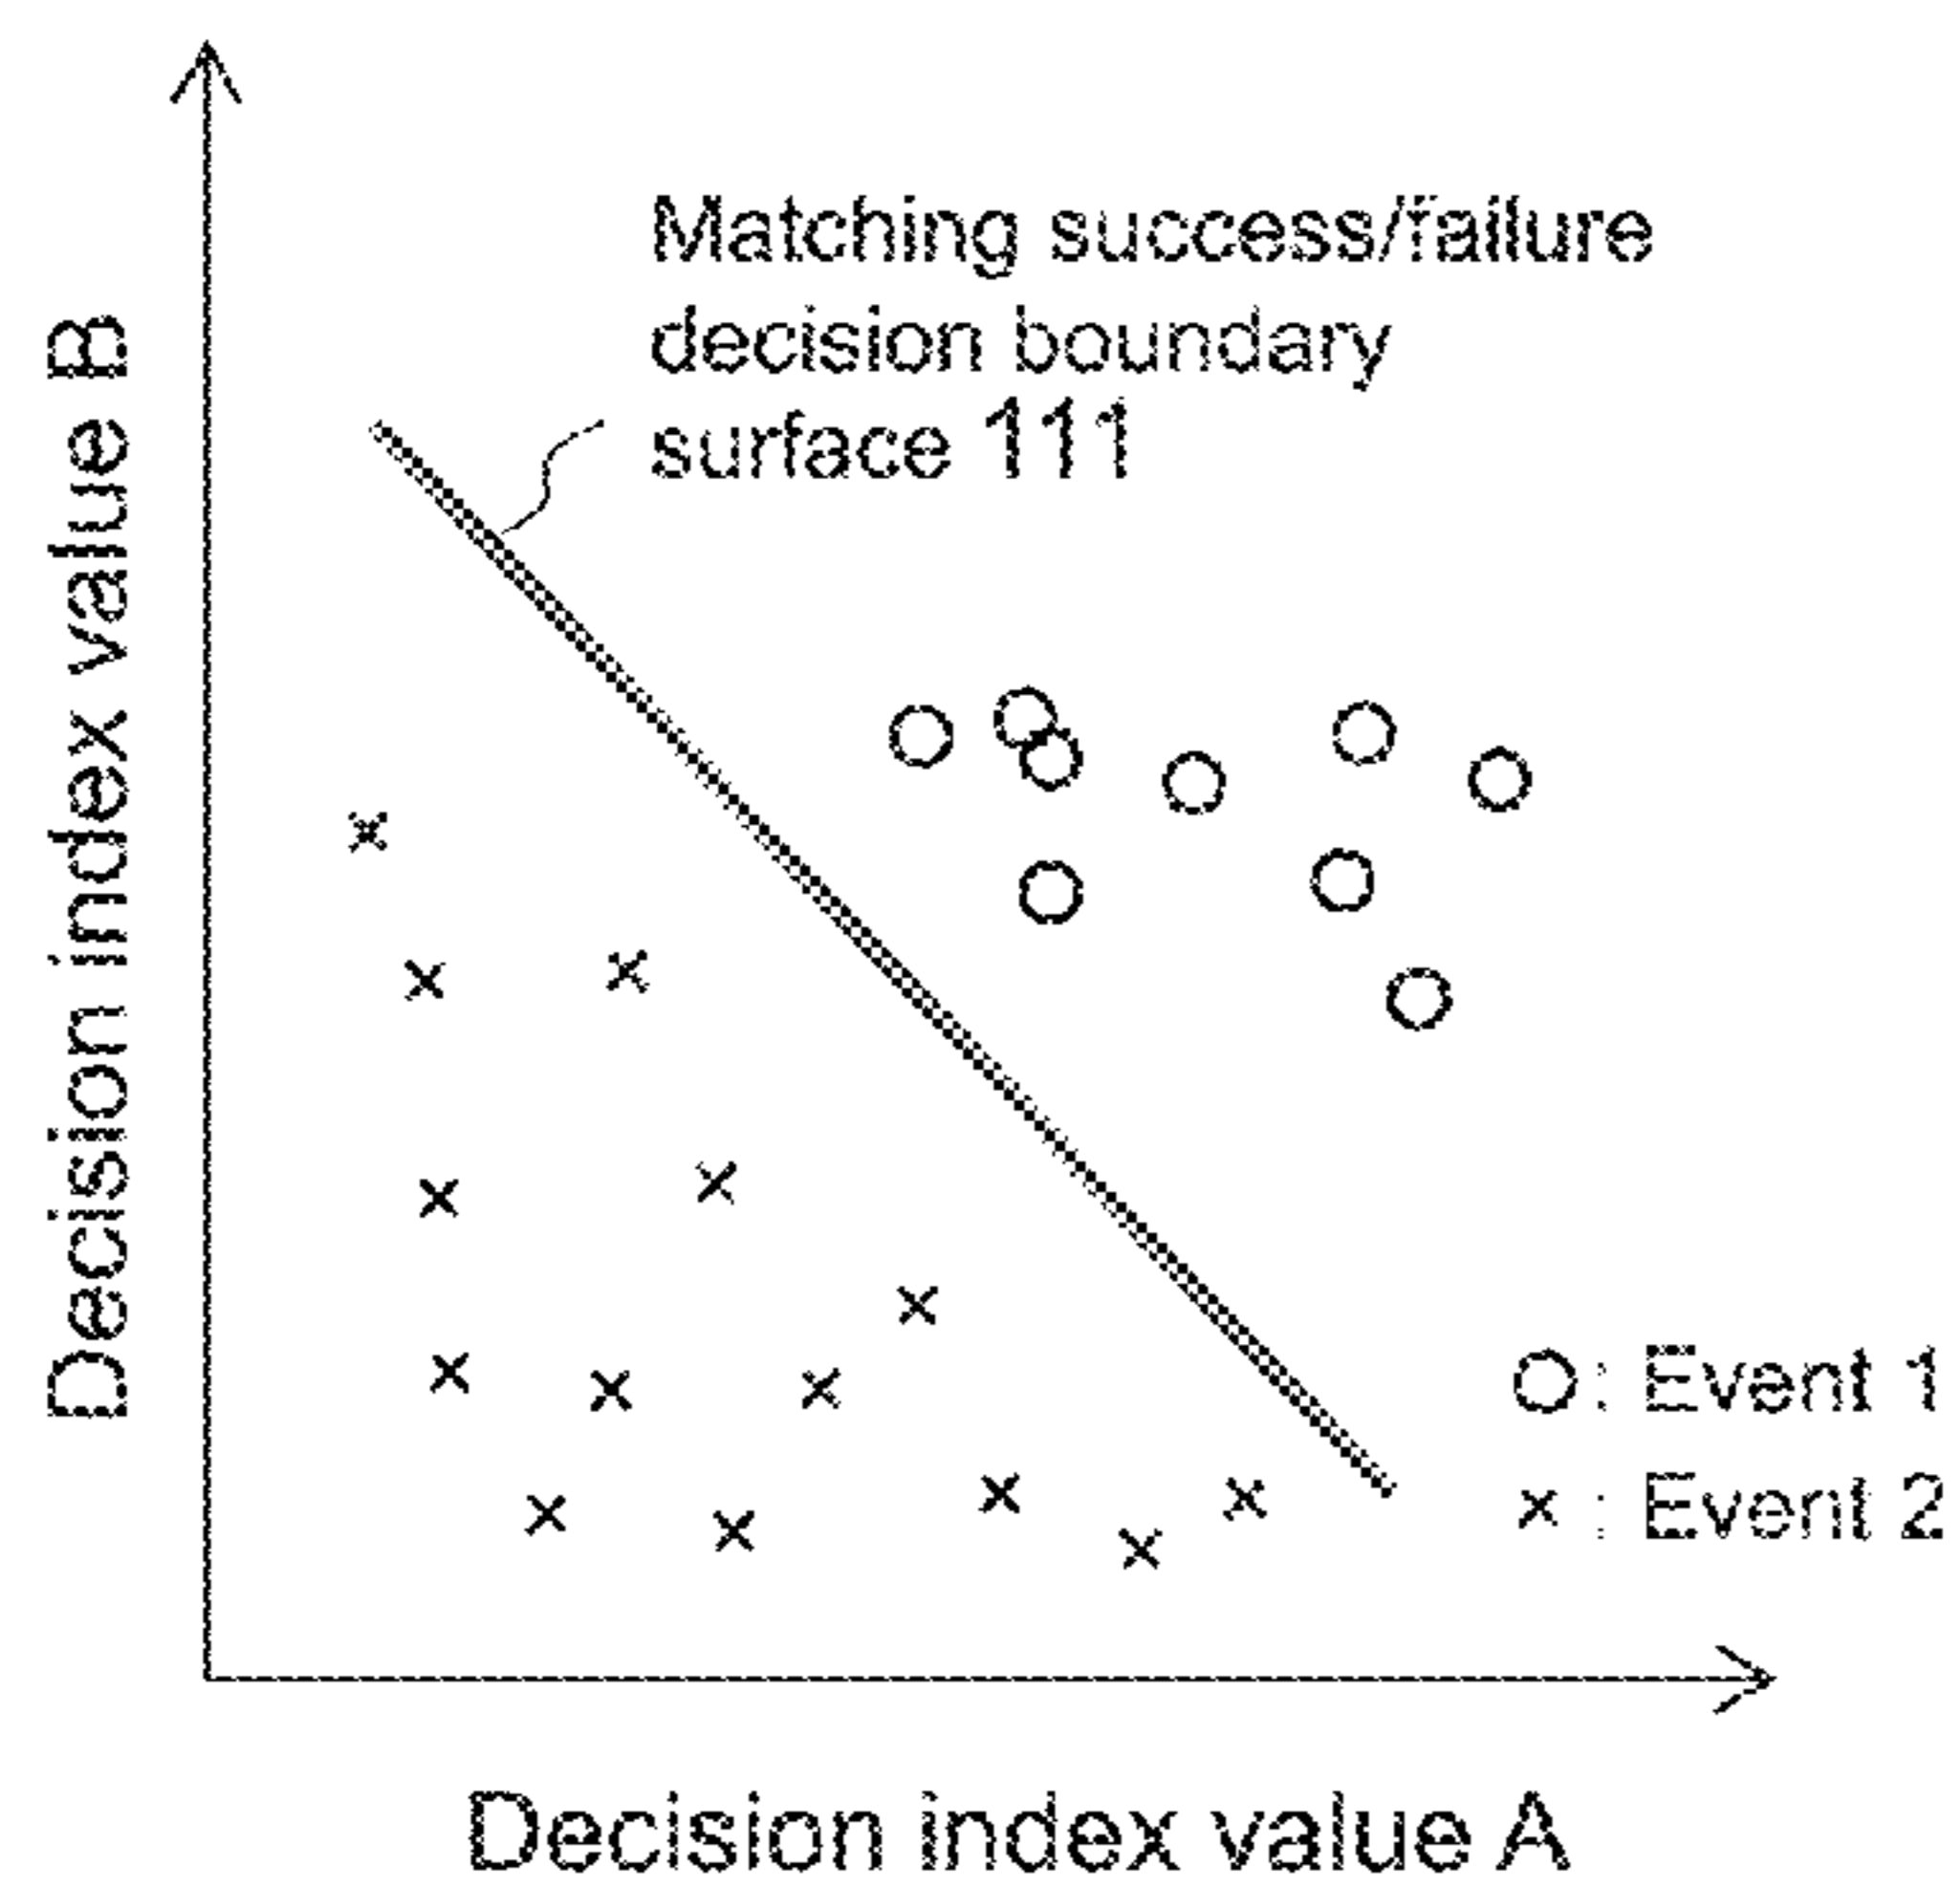 Matching success/failure
decision boundary
surface 111
Decision index value B
○: Event 1
×: Event 2
Decision index value A